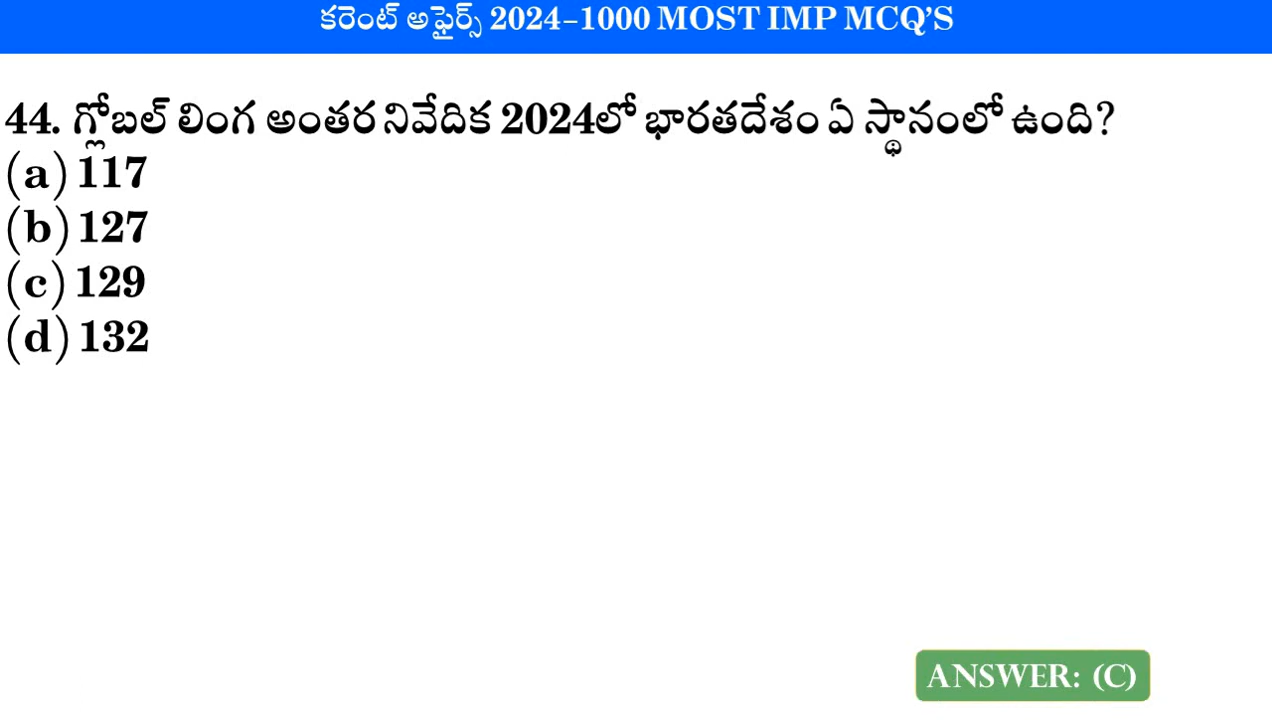 కరెంట్ అఫైర్స్ 2024-1000 MOST IMP MCQ'S
44. గ్లోబల్ లింగ అంతర నివేదిక 2024లో భారతదేశం ఏ స్థానంలో ఉంది?
(a) 117
(b) 127
(c) 129
(d) 132
ANSWER: (C)